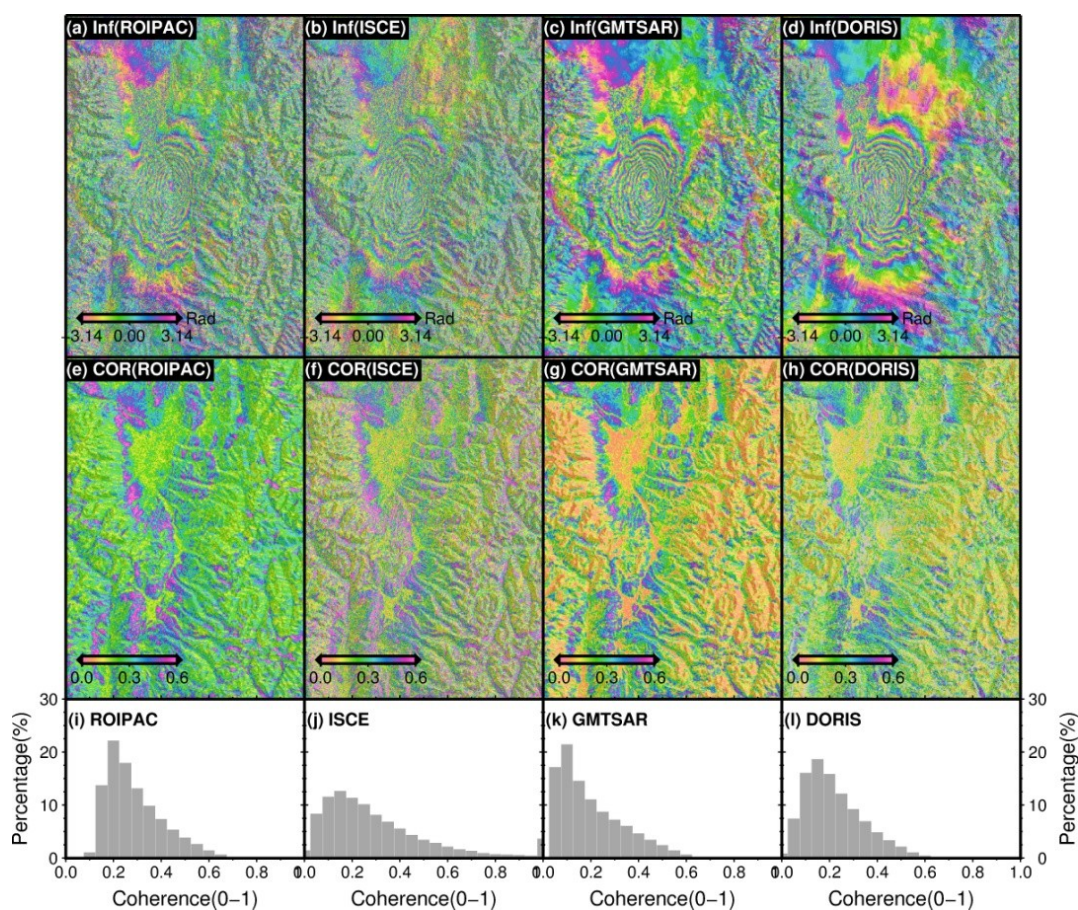 (a) Inf(ROIPAC)
(b) Inf(ISCE)
(c) Inf(GMTSAR)
(d) Inf(DORIS)
Rad
-3.14 0.00 3.14
Rad
-3.14 0.00 3.14
Rad
-3.14 0.00 3.14
Rad
-3.14 0.00 3.14
(e) COR(ROIPAC)
(f) COR(ISCE)
(g) COR(GMTSAR)
(h) COR(DORIS)
0.0 0.3 0.6
0.0 0.3 0.6
0.0 0.3 0.6
0.0 0.3 0.6
(i) ROIPAC
(j) ISCE
(k) GMTSAR
(l) DORIS
Percentage(%)
30
20
10
0
30
20
10
0
Percentage(%)
0.0 0.2 0.4 0.6 0.8
0.0 0.2 0.4 0.6 0.8
0.0 0.2 0.4 0.6 0.8
0.0 0.2 0.4 0.6 0.8 1.0
Coherence(0-1)
Coherence(0-1)
Coherence(0-1)
Coherence(0-1)